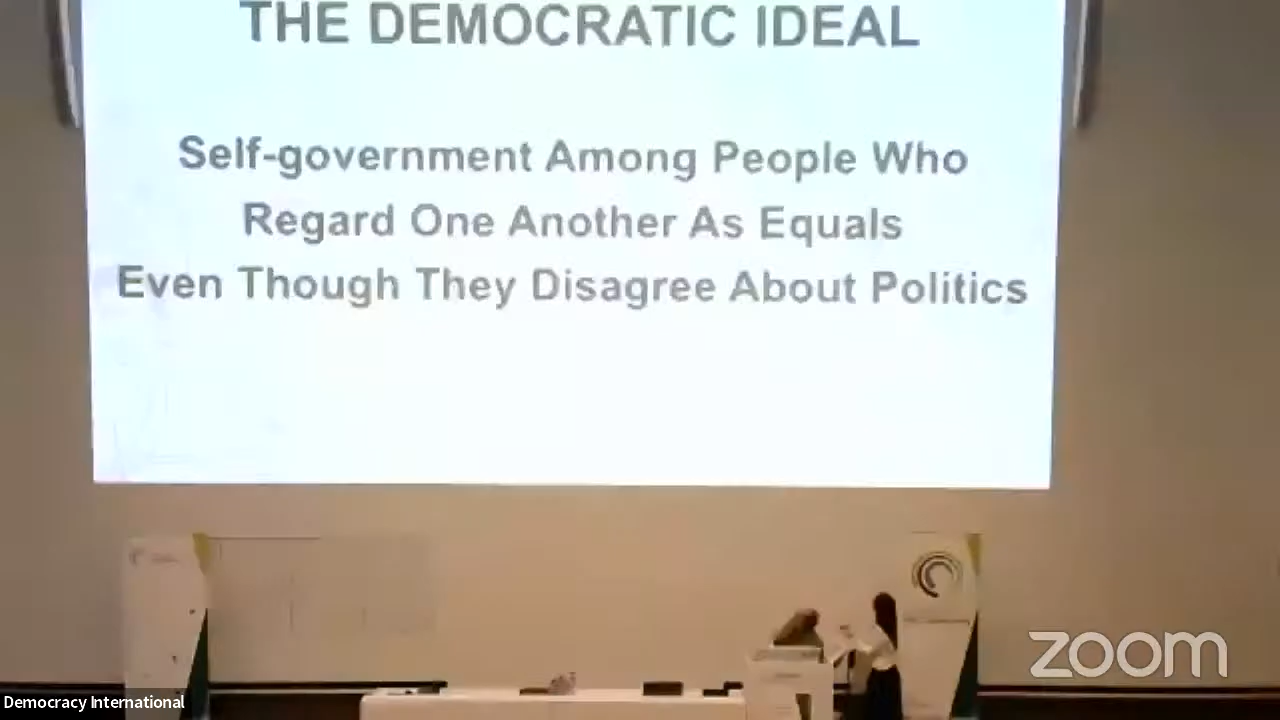 THE DEMOCRATIC IDEAL
Self-government Among People Who
Regard One Another As Equals
Even Though They Disagree About Politics
zoom
Democracy International